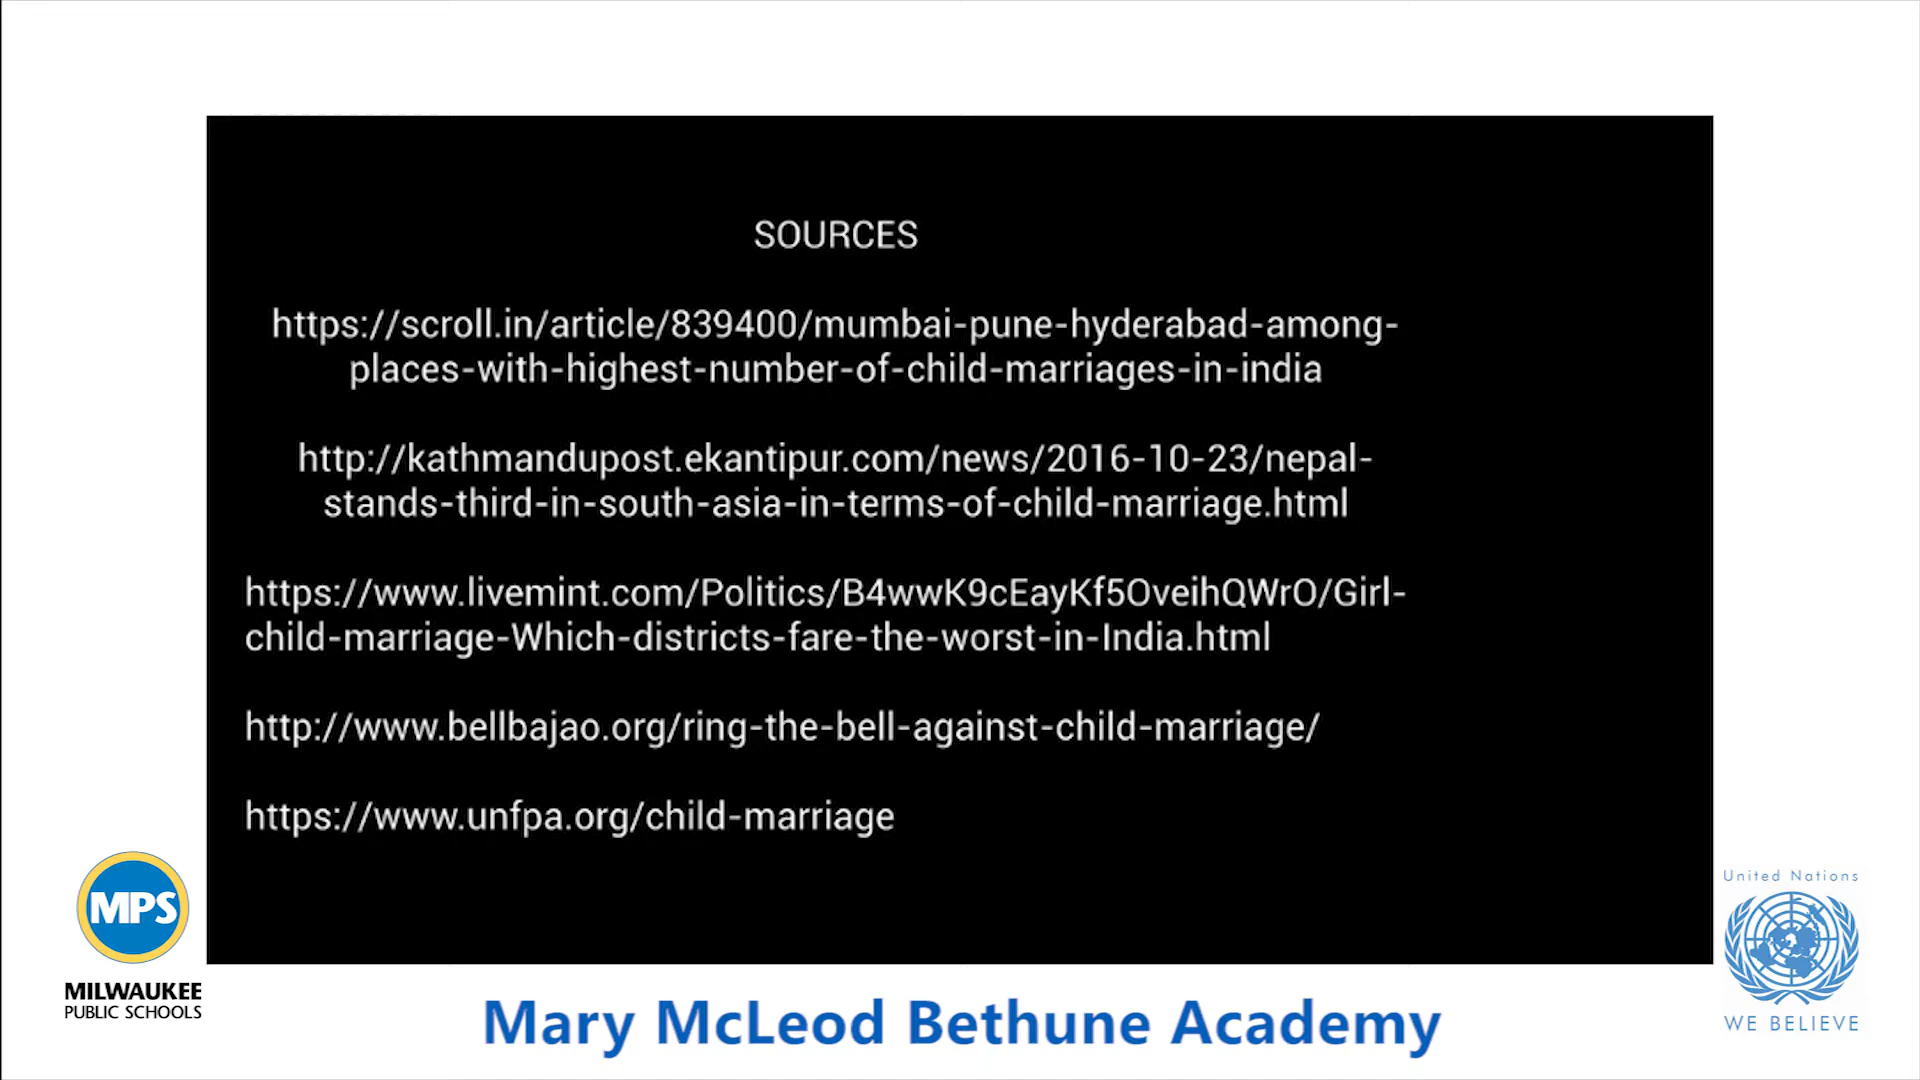 SOURCES
https://scroll.in/article/839400/mumbai-pune-hyderabad-among-
places-with-highest-number-of-child-marriages-in-india
http://kathmandupost.ekantipur.com/news/2016-10-23/nepal-
stands-third-in-south-asia-in-terms-of-child-marriage.html
https://www.livemint.com/Politics/B4wwK9cEayKf5OveihQWrO/Girl-
child-marriage-Which-districts-fare-the-worst-in-India.html
http://www.bellbajao.org/ring-the-bell-against-child-marriage/
https://www.unfpa.org/child-marriage
MPS
MILWAUKEE
PUBLIC SCHOOLS
Mary McLeod Bethune Academy
United Nations
WE BELIEVE